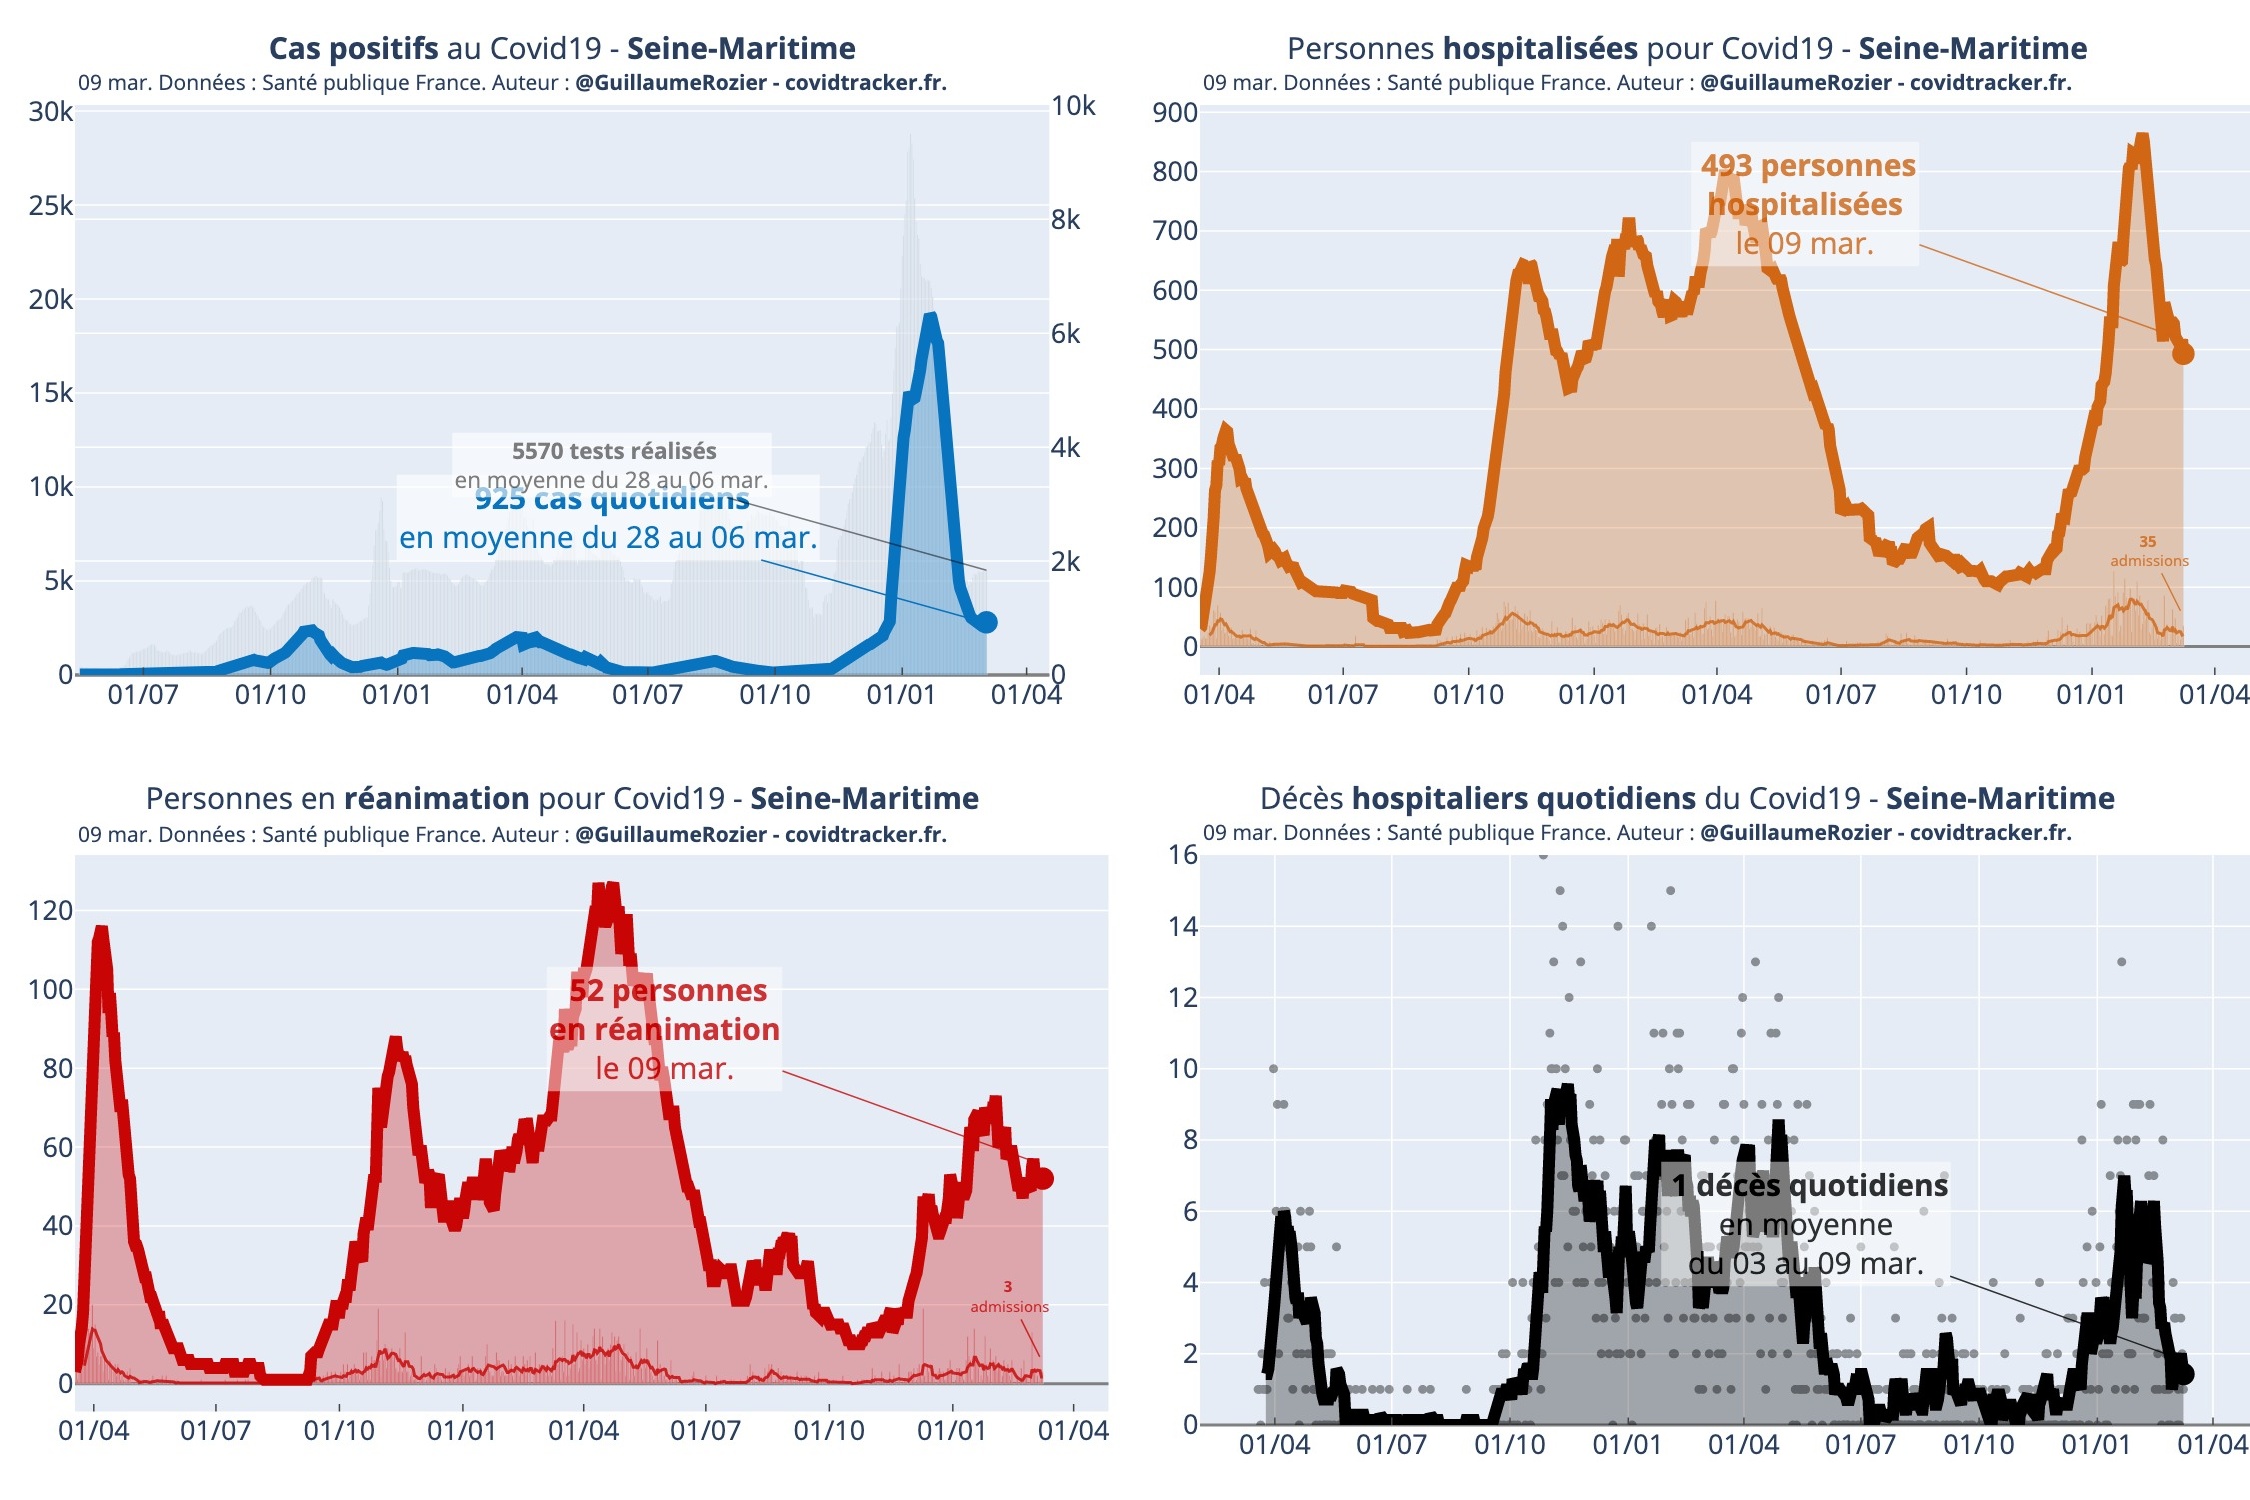 Cas positifs au Covid19 - Seine-Maritime
09 mar. Données : Santé publique France. Auteur : @GuillaumeRozier - covidtracker.fr.
30k
25k
20k
15k
10k
5k
0
10k
8k
6k
4k
2k
0
5570 tests réalisés
en moyenne du 28 au 06 mar.
925 cas quotidiens
en moyenne du 28 au 06 mar.
01/07 01/10 01/01 01/04 01/07 01/10 01/01 01/04
Personnes hospitalisées pour Covid19 - Seine-Maritime
09 mar. Données : Santé publique France. Auteur : @GuillaumeRozier - covidtracker.fr.
900
800
700
600
500
400
300
200
100
0
493 personnes
hospitalisées
le 09 mar.
35
admissions
01/04 01/07 01/10 01/01 01/04 01/07 01/10 01/01 01/04
Personnes en réanimation pour Covid19 - Seine-Maritime
09 mar. Données : Santé publique France. Auteur : @GuillaumeRozier - covidtracker.fr.
120
100
80
60
40
20
0
52 personnes
en réanimation
le 09 mar.
3
admissions
01/04 01/07 01/10 01/01 01/04 01/07 01/10 01/01 01/04
Décès hospitaliers quotidiens du Covid19 - Seine-Maritime
09 mar. Données : Santé publique France. Auteur : @GuillaumeRozier - covidtracker.fr.
16
14
12
10
8
6
4
2
0
1 décès quotidiens
en moyenne
du 03 au 09 mar.
01/04 01/07 01/10 01/01 01/04 01/07 01/10 01/01 01/04